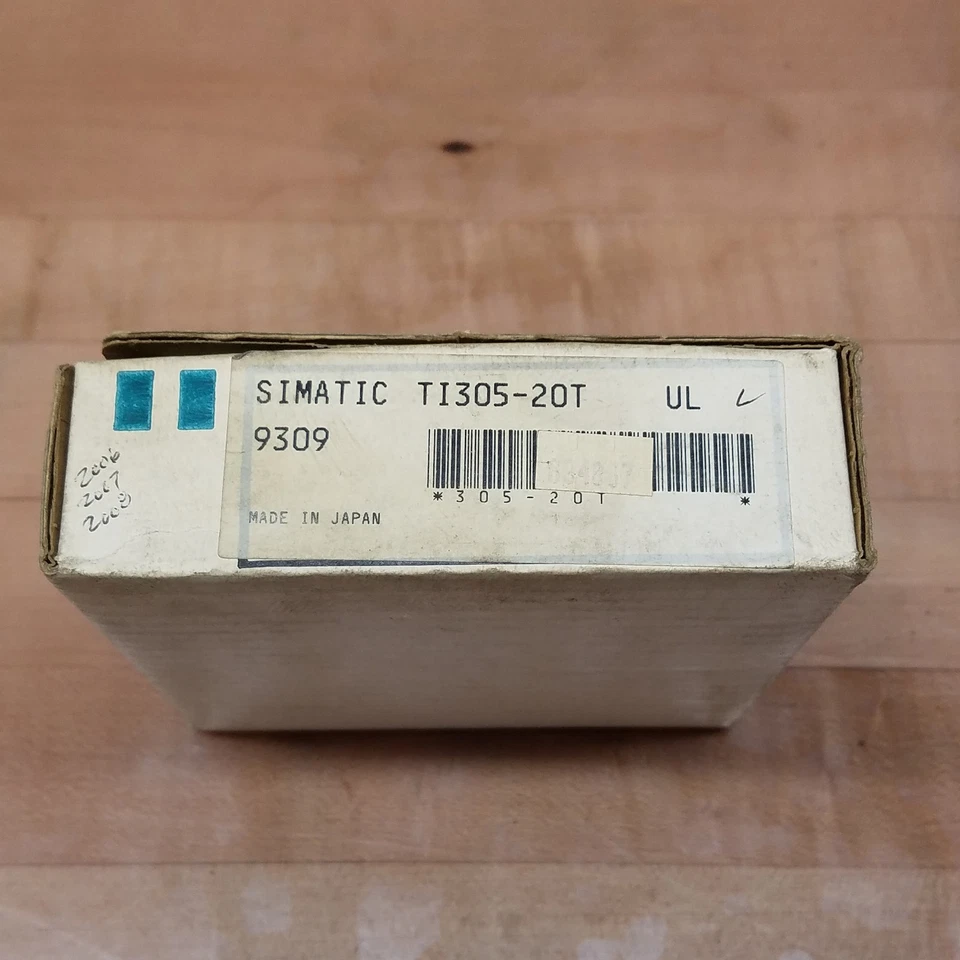 SIMATIC TI305-20T UL
9309
*305-20T *
MADE IN JAPAN
2006
2007
2008